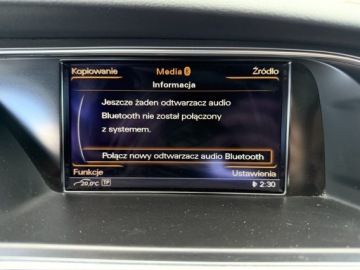 Kopiowanie Media Źródło
Informacja
Jeszcze żaden odtwarzacz audio
Bluetooth nie został połączony
z systemem.
Połącz nowy odtwarzacz audio Bluetooth
Funkcje Ustawienia
20.0°C TP 2:30